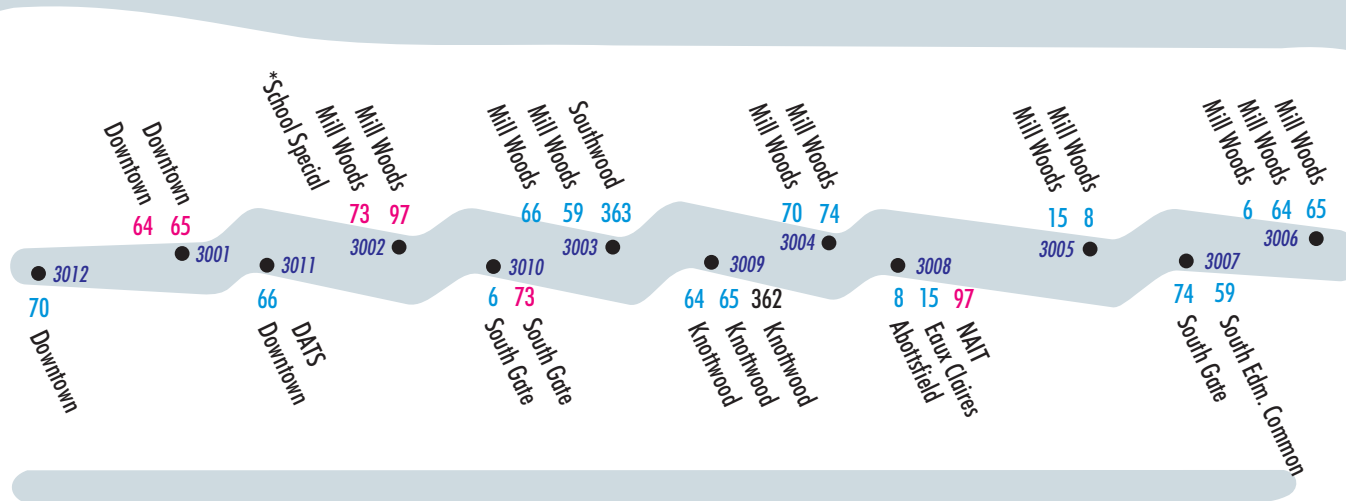 Downtown
Downtown
64 65
3001
*School Special
Mill Woods
Mill Woods
73 97
3002
Mill Woods
Mill Woods
Southwood
66 59 363
3003
Mill Woods
Mill Woods
70 74
3004
Mill Woods
Mill Woods
15 8
3005
Mill Woods
Mill Woods
Mill Woods
6 64 65
3006
3012
70
Downtown
3011
66
Downtown
DATS
3010
6 73
South Gate
South Gate
3009
64 65 362
Knottwood
Knottwood
Knottwood
3008
8 15 97
Abottsfield
Eaux Claires
NAIT
3007
74 59
South Gate
South Edm. Common